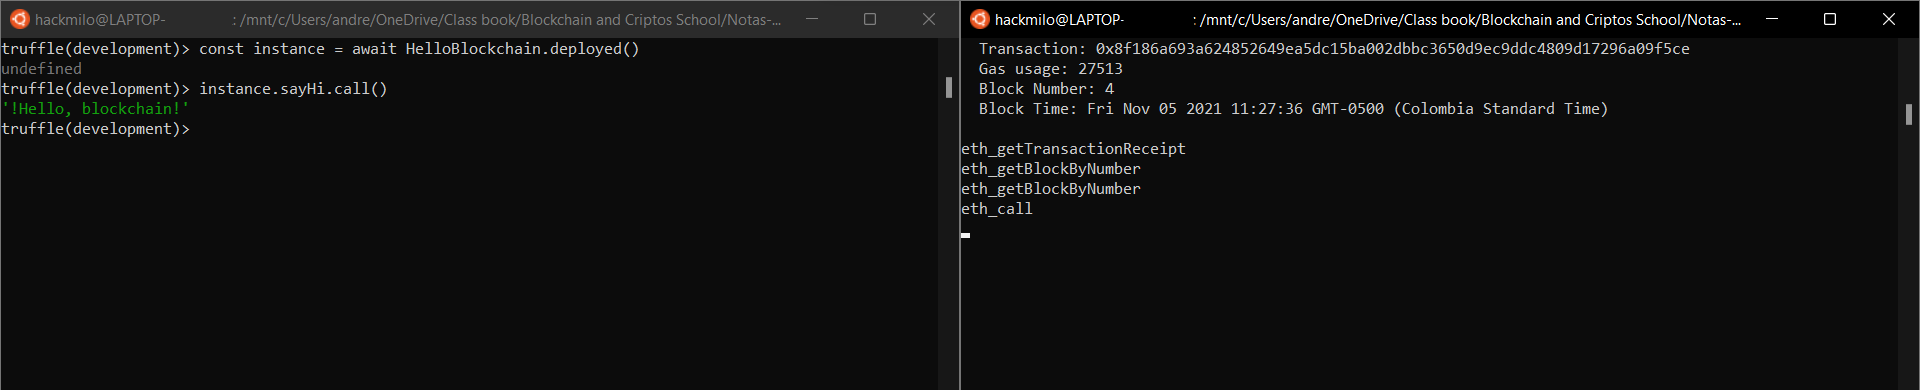 hackmilo@LAPTOP- : /mnt/c/Users/andre/OneDrive/Class book/Blockchain and Criptos School/Notas-...
truffle(development)> const instance = await HelloBlockchain.deployed()
undefined
truffle(development)> instance.sayHi.call()
'!Hello, blockchain!'
truffle(development)>
hackmilo@LAPTOP- : /mnt/c/Users/andre/OneDrive/Class book/Blockchain and Criptos School/Notas-...
Transaction: 0x8f186a693a624852649ea5dc15ba002dbbc3650d9ec9ddc4809d17296a09f5ce
Gas usage: 27513
Block Number: 4
Block Time: Fri Nov 05 2021 11:27:36 GMT-0500 (Colombia Standard Time)
eth_getTransactionReceipt
eth_getBlockByNumber
eth_getBlockByNumber
eth_call